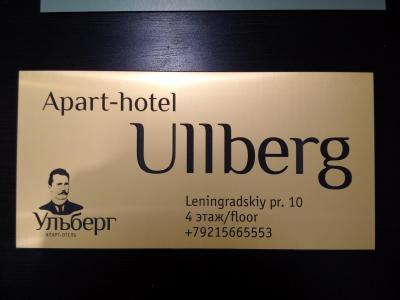 Apart-hotel
Ullberg
Leningradskiy pr. 10
4 этаж/floor
+79215665553
Ульберг
АПАРТ-ОТЕЛЬ